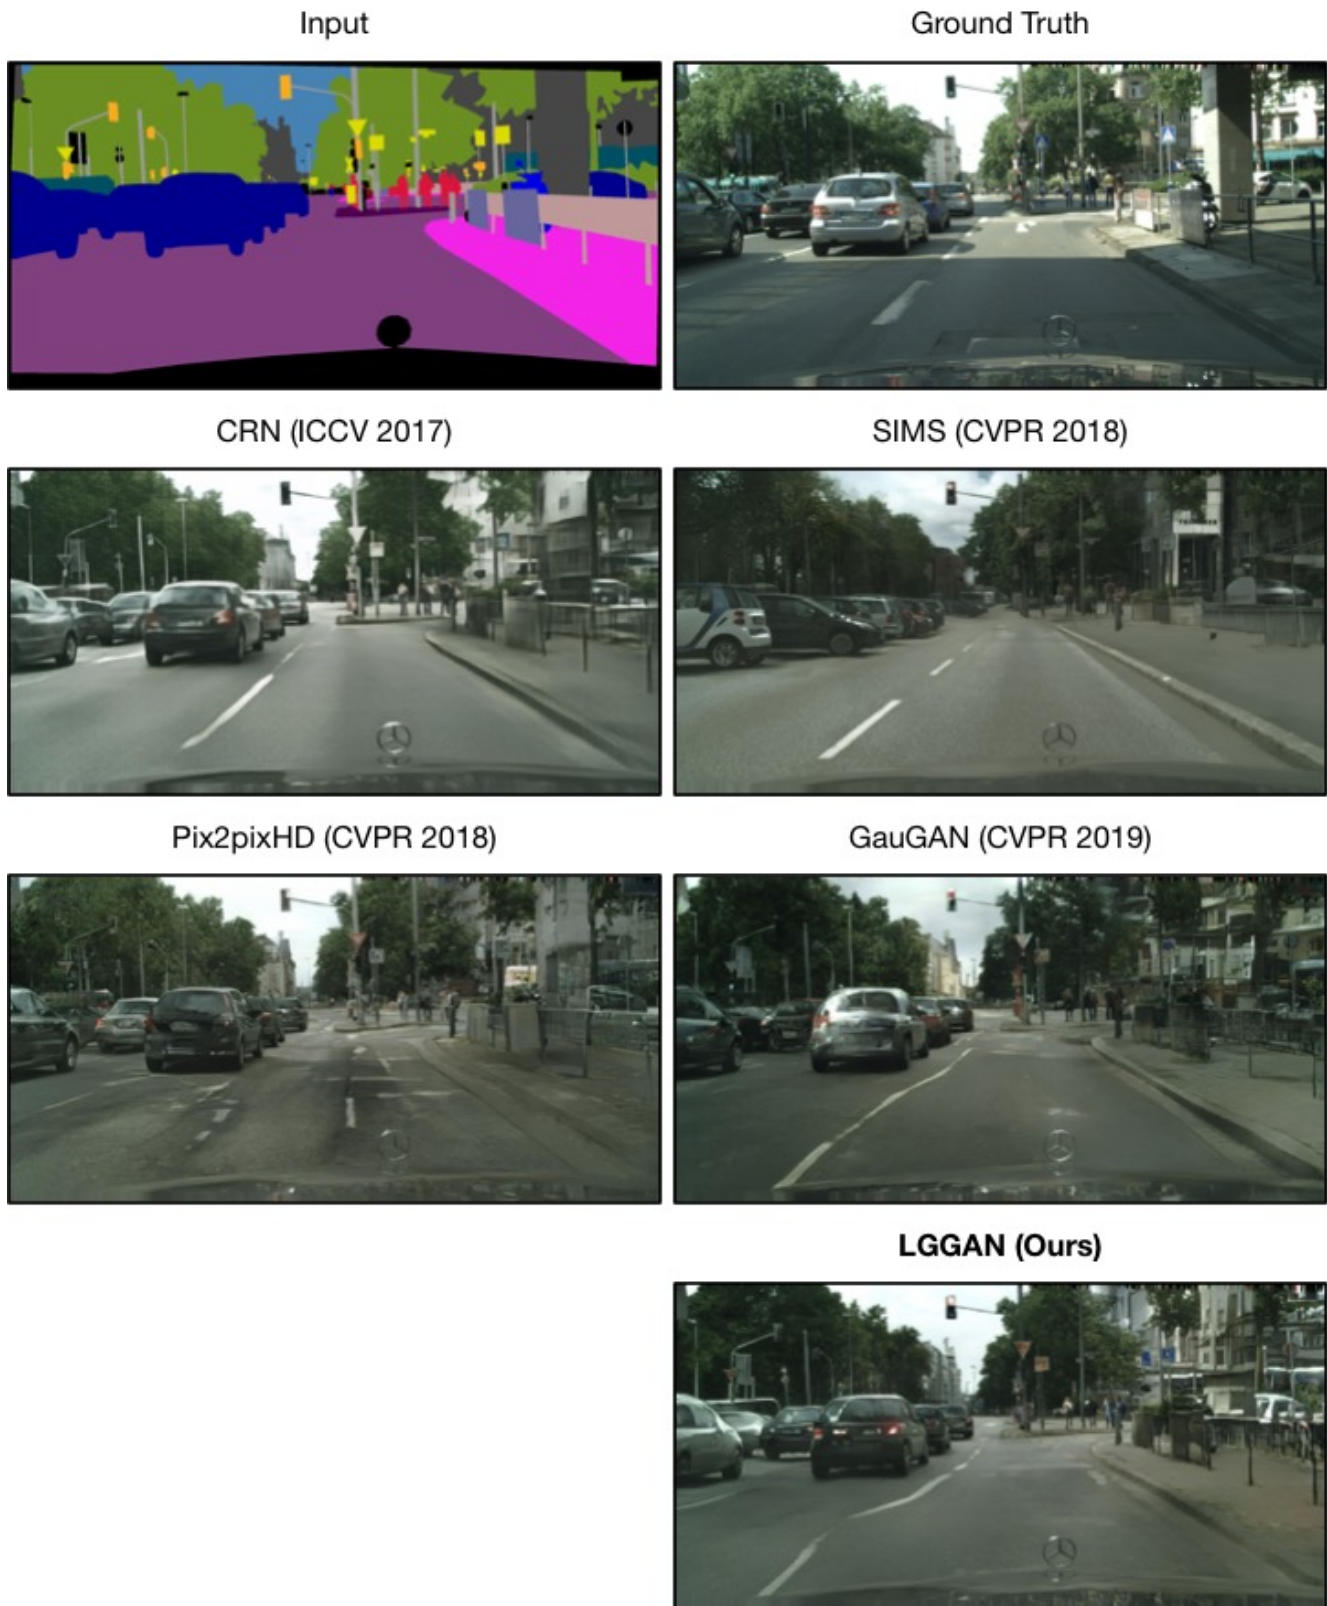 Input
Ground Truth
CRN (ICCV 2017)
SIMS (CVPR 2018)
Pix2pixHD (CVPR 2018)
GauGAN (CVPR 2019)
LGGAN (Ours)